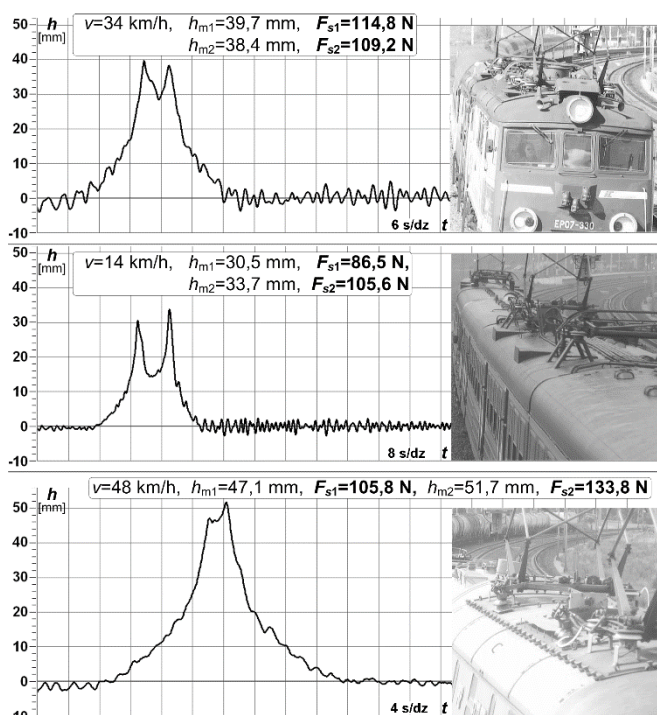 h
[mm]
v=34 km/h, hm1=39,7 mm, Fs1=114,8 N
hm2=38,4 mm, Fs2=109,2 N
50
40
30
20
10
0
-10
6 s/dz t
EP07-330
h
[mm]
v=14 km/h, hm1=30,5 mm, Fs1=86,5 N,
hm2=33,7 mm, Fs2=105,6 N
50
40
30
20
10
0
-10
8 s/dz t
h
[mm]
v=48 km/h, hm1=47,1 mm, Fs1=105,8 N, hm2=51,7 mm, Fs2=133,8 N
50
40
30
20
10
0
-10
4 s/dz t